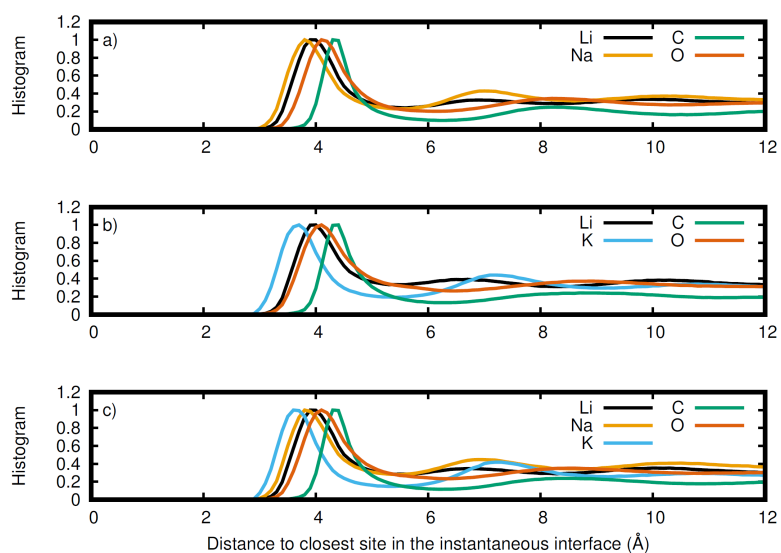 1.2
1
0.8
0.6
0.4
0.2
0
Histogram
a)
Li
C
Na
O
0 2 4 6 8 10 12
1.2
1
0.8
0.6
0.4
0.2
0
Histogram
b)
Li
C
K
O
0 2 4 6 8 10 12
1.2
1
0.8
0.6
0.4
0.2
0
Histogram
c)
Li
C
Na
O
K
0 2 4 6 8 10 12
Distance to closest site in the instantaneous interface (Å)